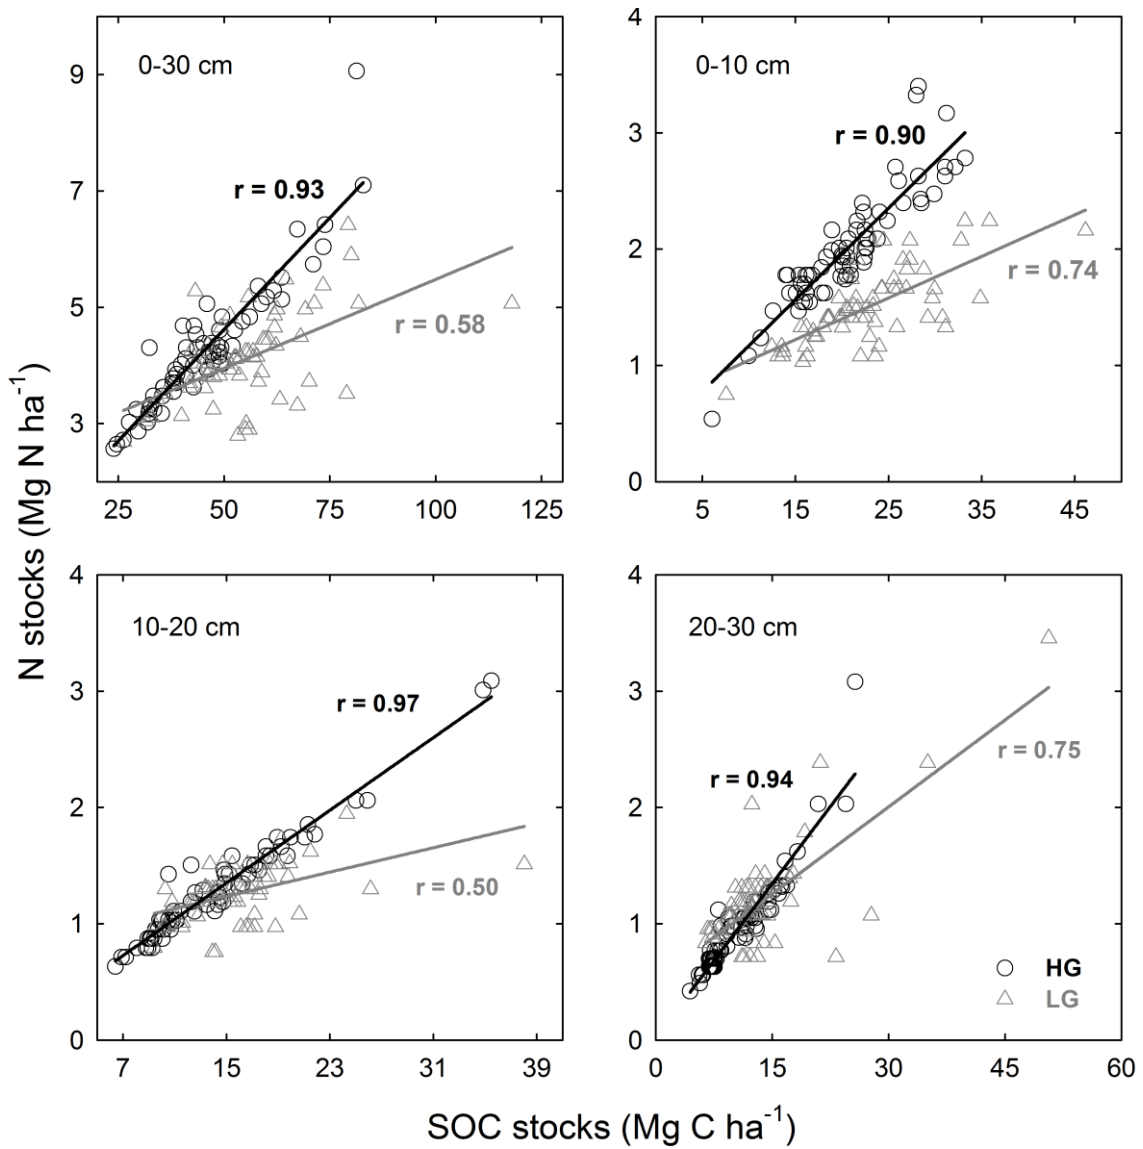 N stocks (Mg N ha⁻¹)
0-30 cm
r = 0.93
r = 0.58
9
7
5
3
25 50 75 100 125
0-10 cm
r = 0.90
r = 0.74
4
3
2
1
0
5 15 25 35 45
10-20 cm
r = 0.97
r = 0.50
4
3
2
1
0
7 15 23 31 39
20-30 cm
r = 0.94
r = 0.75
HG
LG
4
3
2
1
0
0 15 30 45 60
SOC stocks (Mg C ha⁻¹)